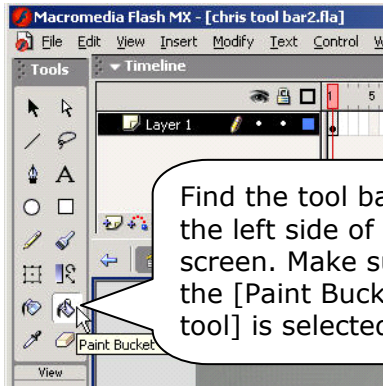 Macromedia Flash MX - [chris tool bar2.fla]
File Edit View Insert Modify Text Control
Tools
Timeline
1 5
Layer 1
Find the tool ba
the left side of
screen. Make su
the [Paint Buck
tool] is selected
Paint Bucket
View